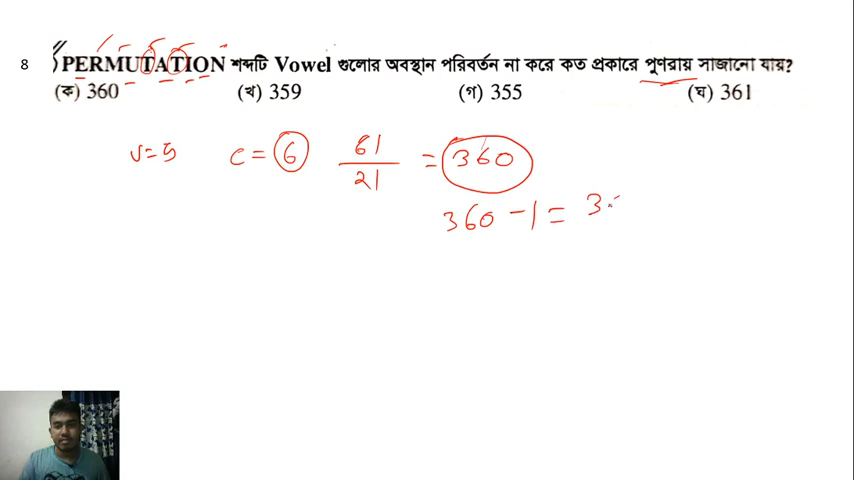 8 PERMUTATION শব্দটি Vowel গুলোর অবস্থান পরিবর্তন না করে কত প্রকারে পুণরায় সাজানো যায়?
(ক) 360 (খ) 359 (গ) 355 (ঘ) 361
v=5 c=6 6! = 360
2!
360-1= 3